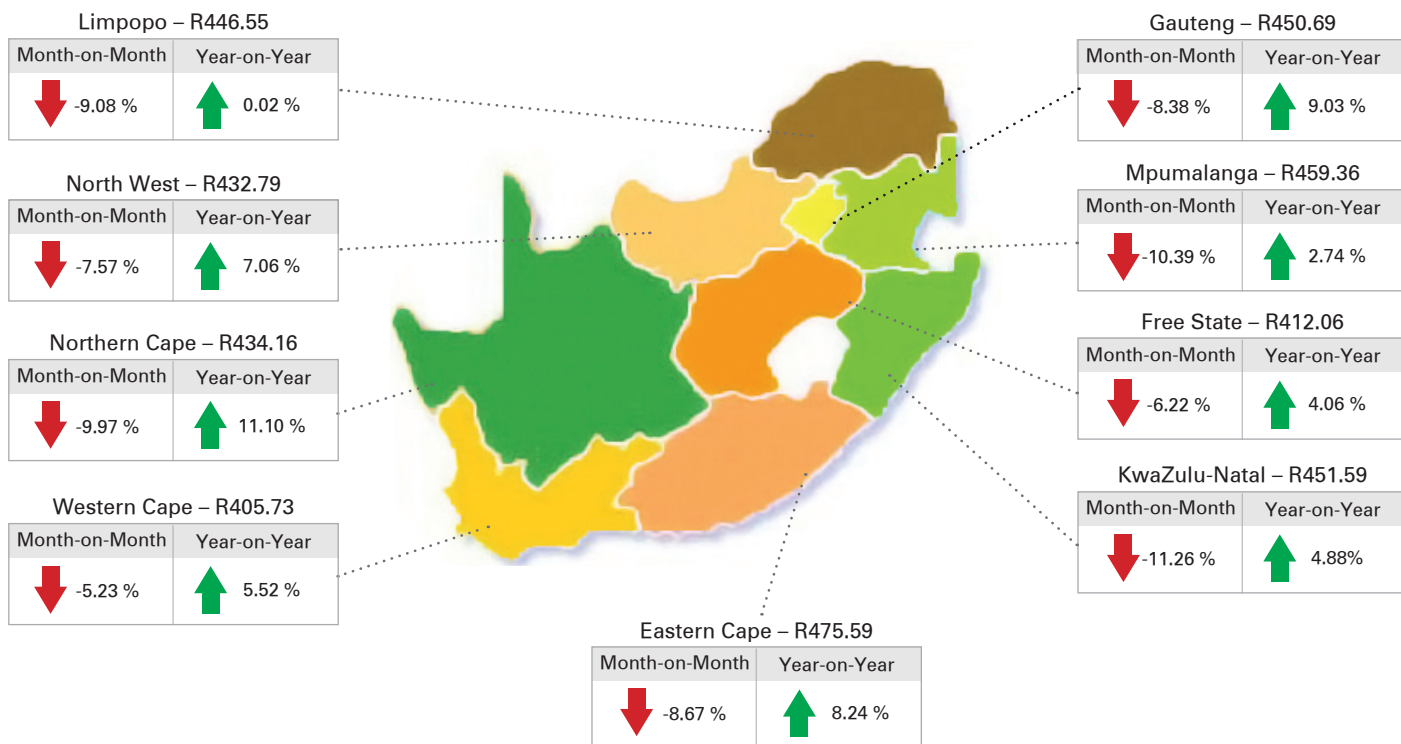 Limpopo – R446.55
Month-on-Month Year-on-Year
-9.08 % 0.02 %
North West – R432.79
Month-on-Month Year-on-Year
-7.57 % 7.06 %
Northern Cape – R434.16
Month-on-Month Year-on-Year
-9.97 % 11.10 %
Western Cape – R405.73
Month-on-Month Year-on-Year
-5.23 % 5.52 %
Eastern Cape – R475.59
Month-on-Month Year-on-Year
-8.67 % 8.24 %
Gauteng – R450.69
Month-on-Month Year-on-Year
-8.38 % 9.03 %
Mpumalanga – R459.36
Month-on-Month Year-on-Year
-10.39 % 2.74 %
Free State – R412.06
Month-on-Month Year-on-Year
-6.22 % 4.06 %
KwaZulu-Natal – R451.59
Month-on-Month Year-on-Year
-11.26 % 4.88%